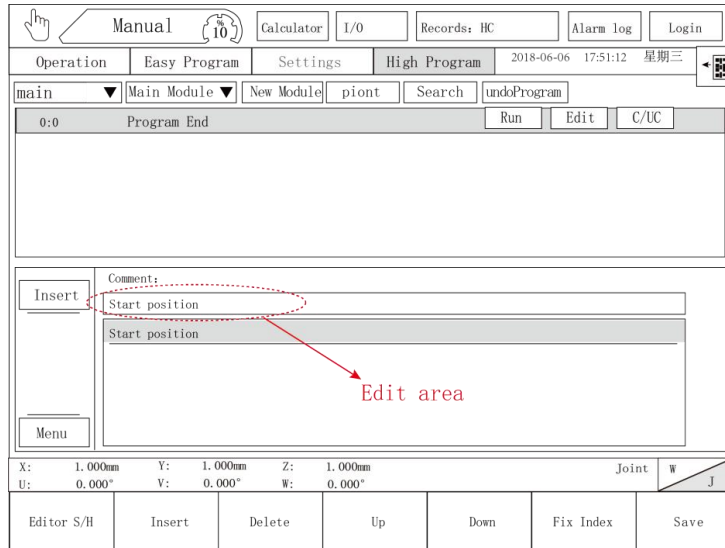 Manual % 10 Calculator I/O Records: HC Alarm log Login
Operation Easy Program Settings High Program 2018-06-06 17:51:12 星期三
main Main Module New Module piont Search undoProgram
0:0 Program End Run Edit C/UC
Comment:
Insert
Start position
Start position
Edit area
Menu
X: 1.000mm Y: 1.000mm Z: 1.000mm Joint W
U: 0.000° V: 0.000° W: 0.000° J
Editor S/H Insert Delete Up Down Fix Index Save